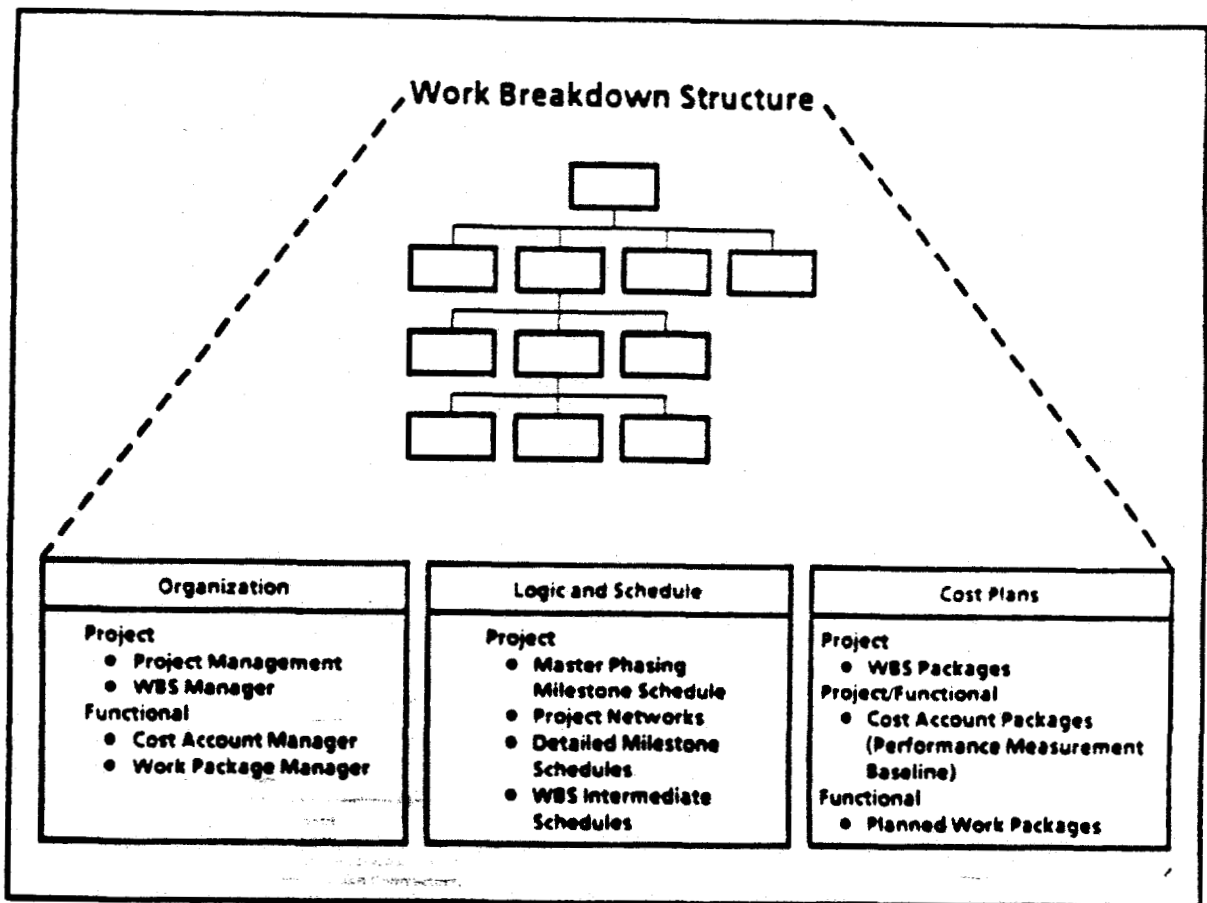 Work Breakdown Structure
Organization
Project
● Project Management
● WBS Manager
Functional
● Cost Account Manager
● Work Package Manager
Logic and Schedule
Project
● Master Phasing
Milestone Schedule
● Project Networks
● Detailed Milestone
Schedules
● WBS Intermediate
Schedules
Cost Plans
Project
● WBS Packages
Project/Functional
● Cost Account Packages
(Performance Measurement
Baseline)
Functional
● Planned Work Packages